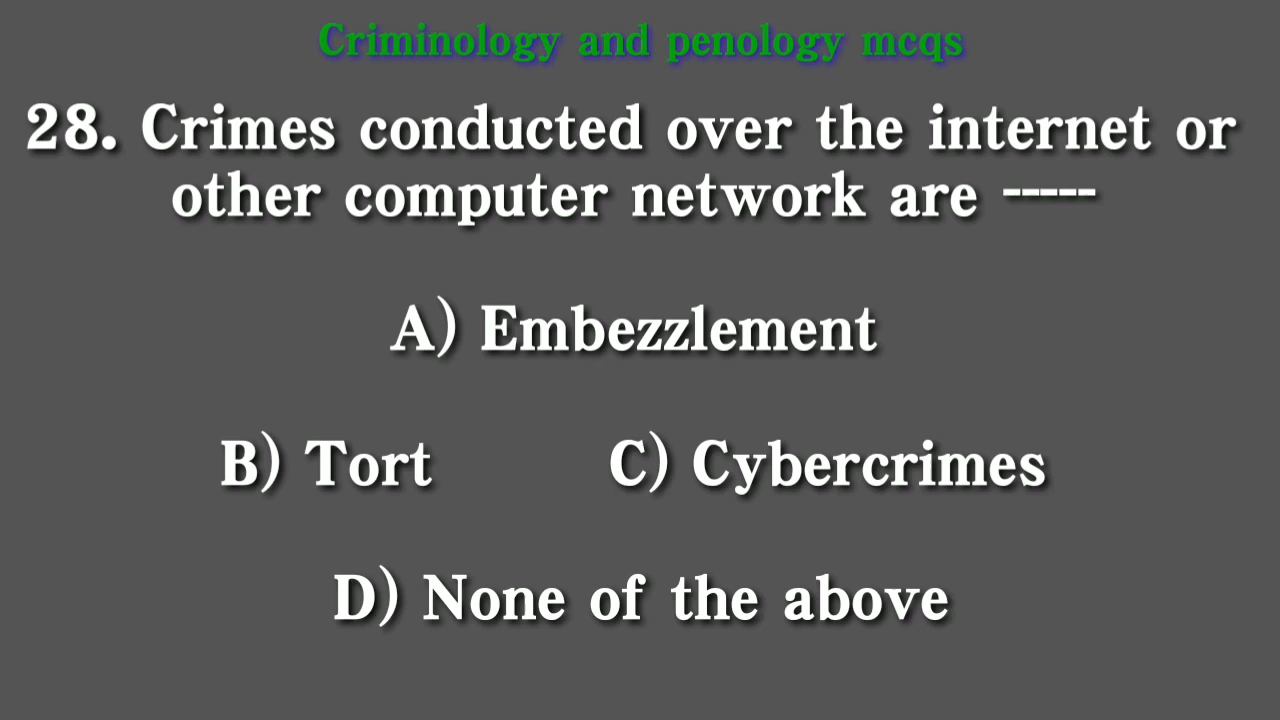 Criminology and penology mcqs
28. Crimes conducted over the internet or
other computer network are -----
A) Embezzlement
B) Tort C) Cybercrimes
D) None of the above